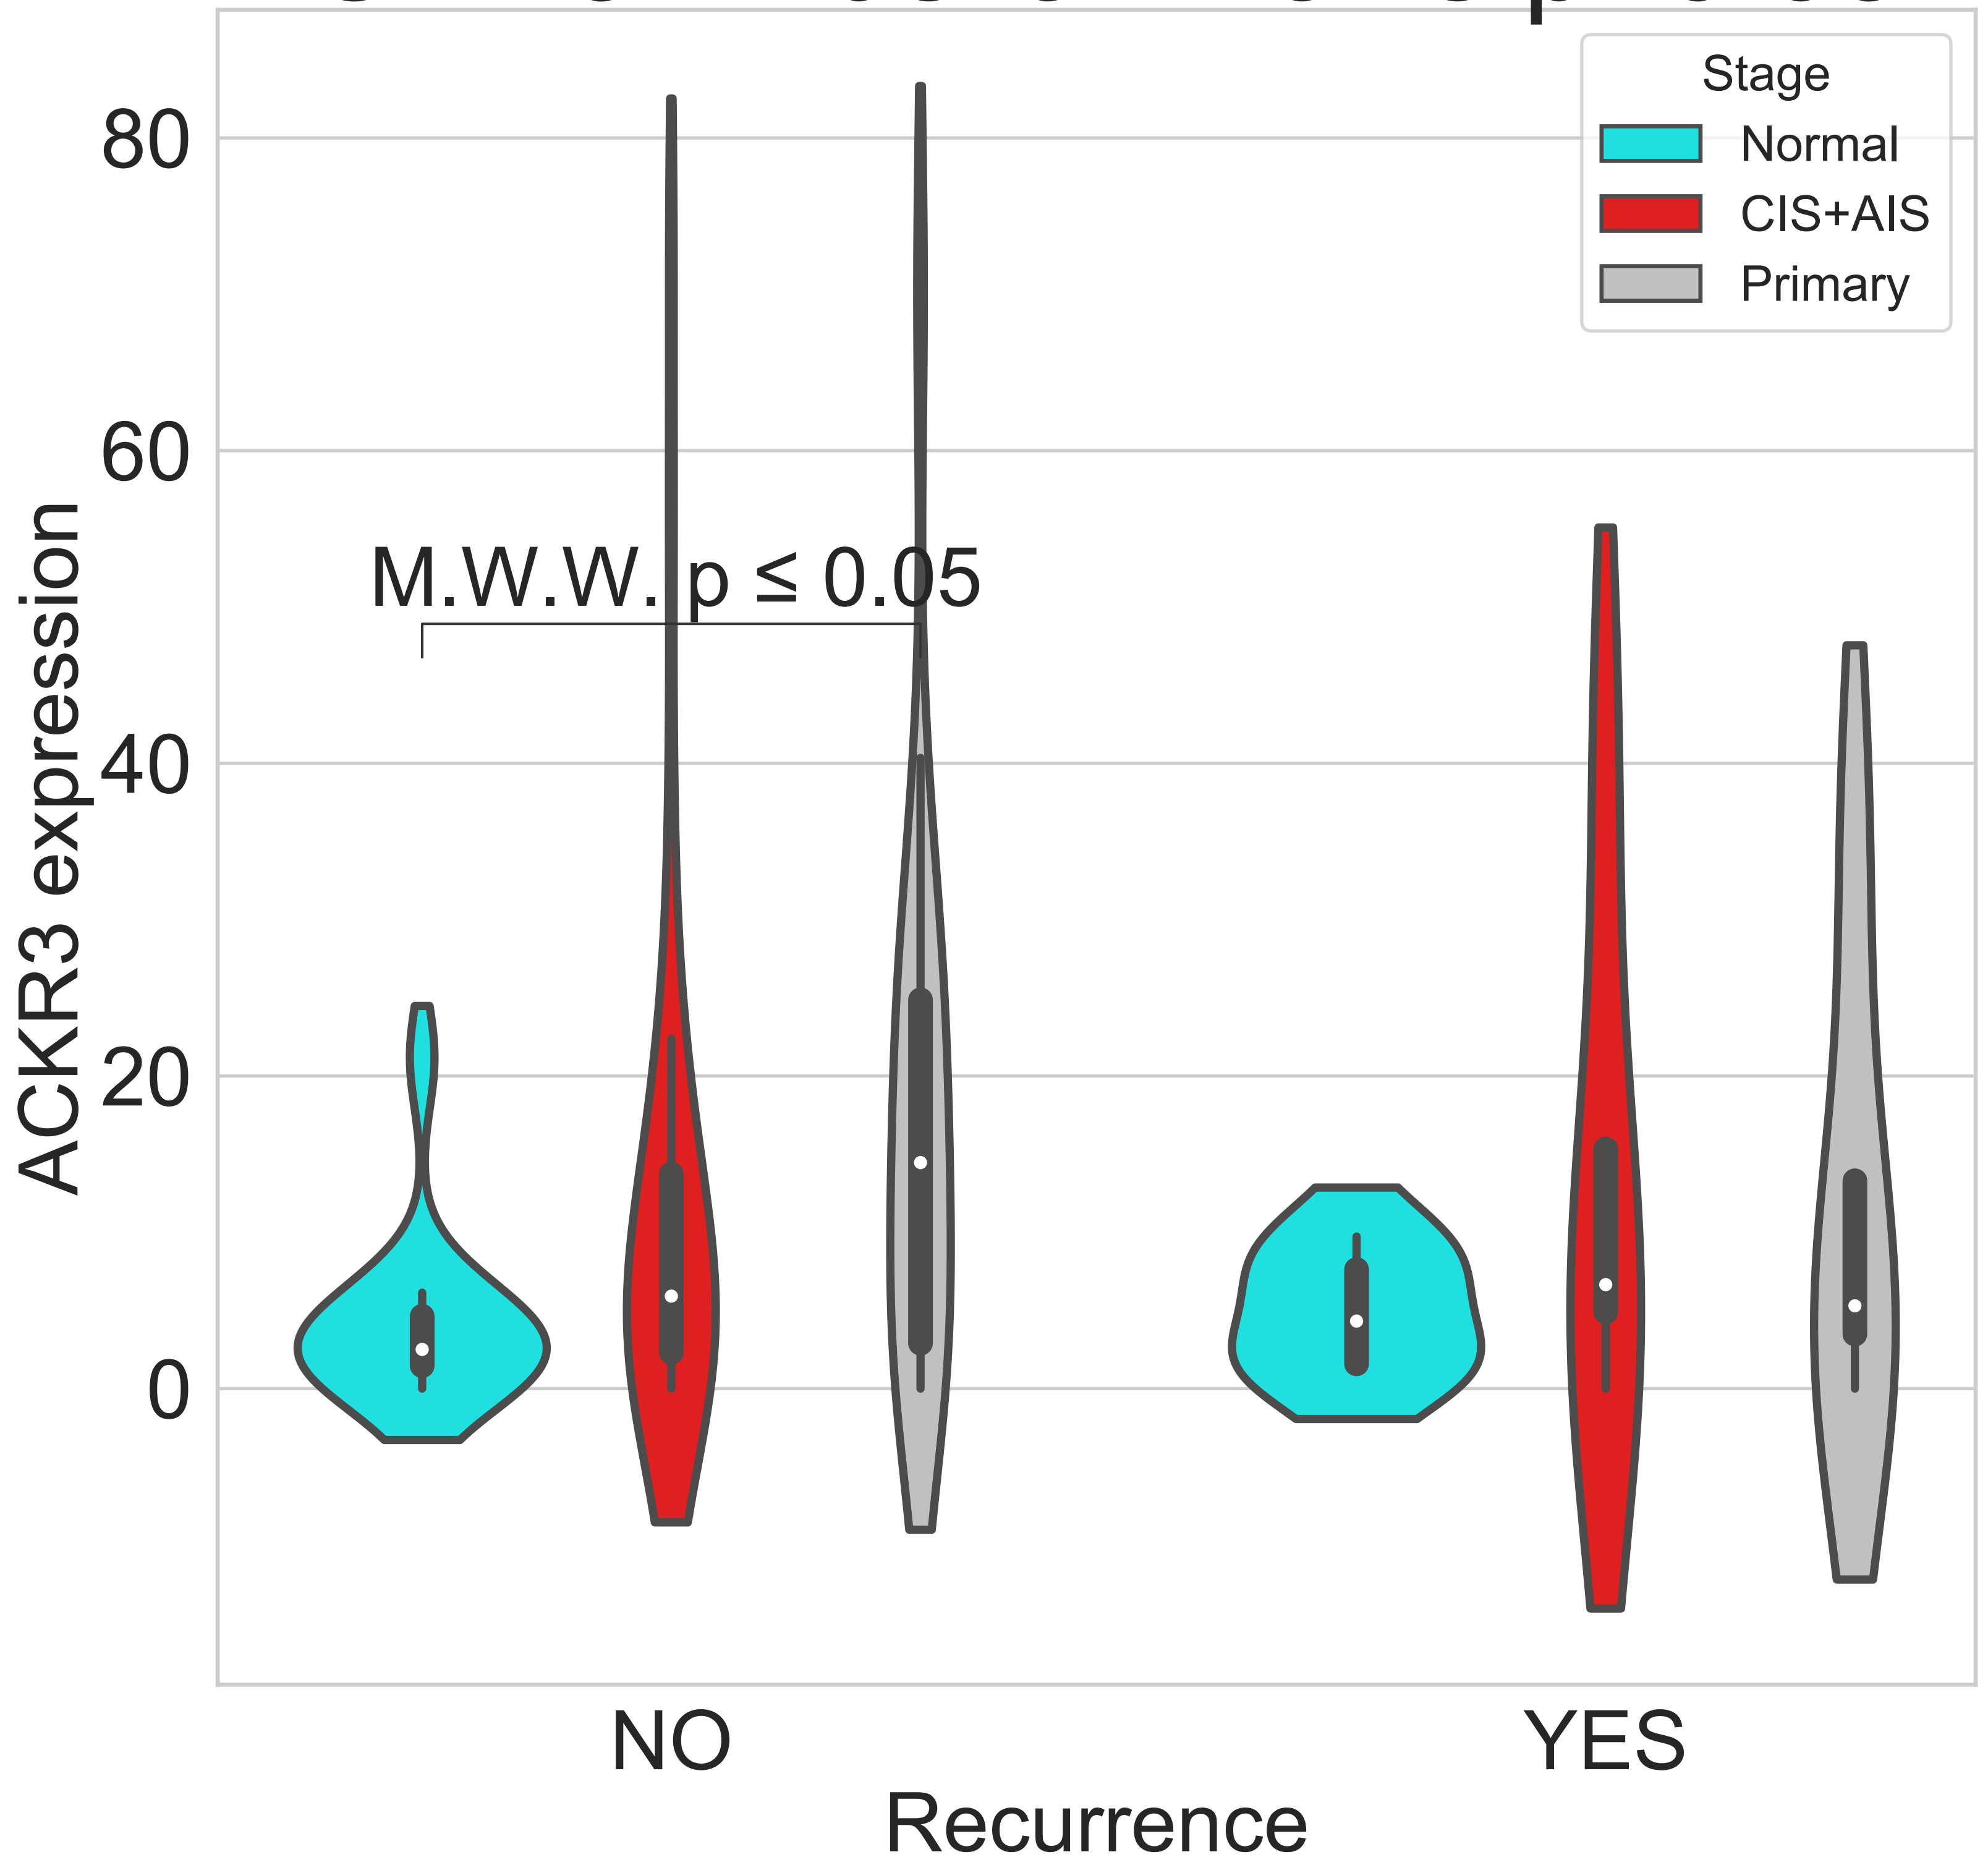 Stage
Normal
CIS+AIS
Primary
80
60
40
20
0
ACKR3 expression
M.W.W. p ≤ 0.05
NO
YES
Recurrence